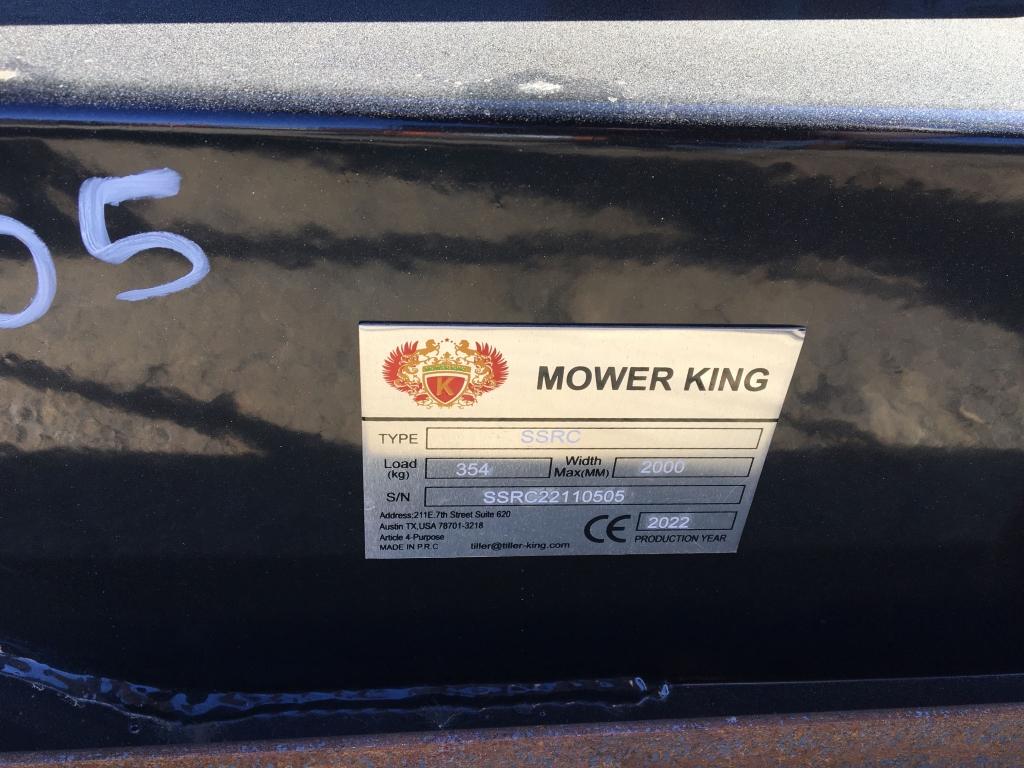 05
K
MOWER KING
TYPE SSRC
Load (kg) 354 Width Max(MM) 2000
S/N SSRC22110505
Address:211E.7th Street Suite 620
Austin TX,USA 78701-3218
Article 4-Purpose
MADE IN P.R.C tiller@tiller-king.com
CE 2022
PRODUCTION YEAR